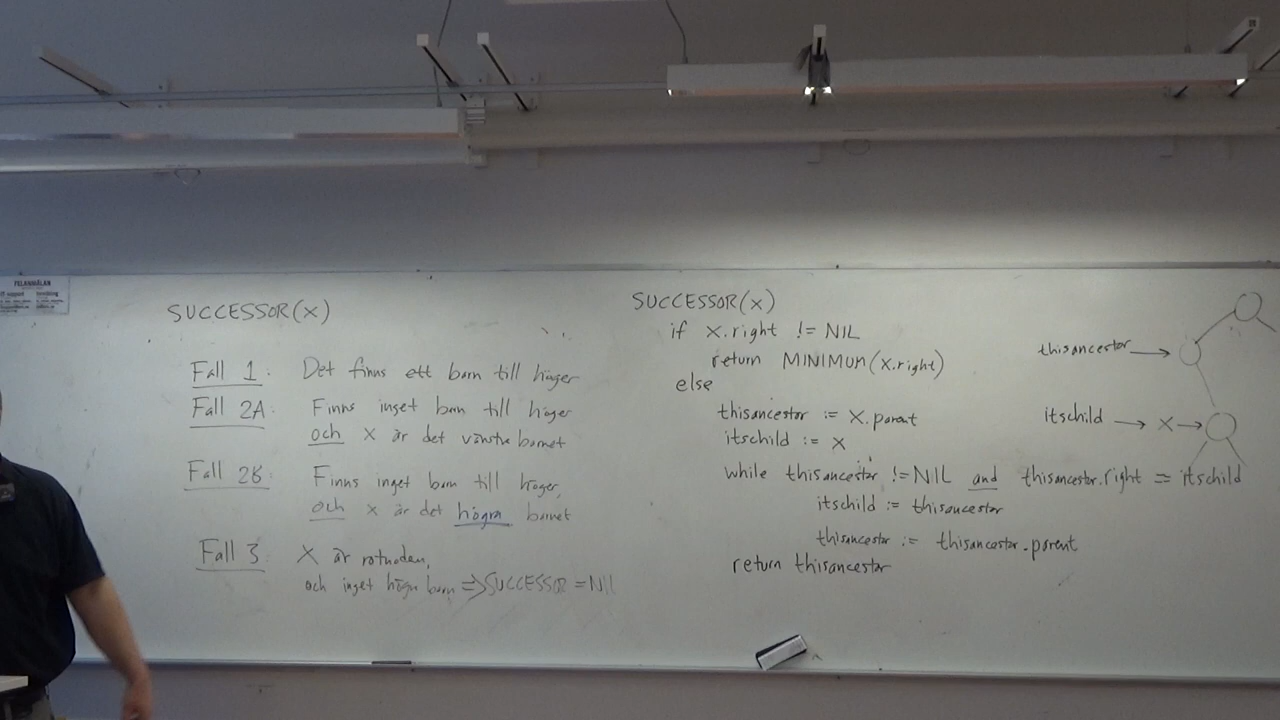 FELANMÄLAN
SUCCESSOR(x)
Fall 1: Det finns ett barn till höger
Fall 2A: Finns inget barn till höger
och x är det vänstra barnet
Fall 2B: Finns inget barn till höger,
och x är det högra barnet
Fall 3: X är rotnoden,
och inget högra barn => SUCCESSOR = NIL
SUCCESSOR(x)
if x.right != NIL
return MINIMUM(x.right)
else
thisancestor := x.parent
itschild := x
while thisancestor != NIL and thisancestor.right = itschild
itschild := thisancestor
thisancestor := thisancestor.parent
return thisancestor
thisancestor →
itschild → x →